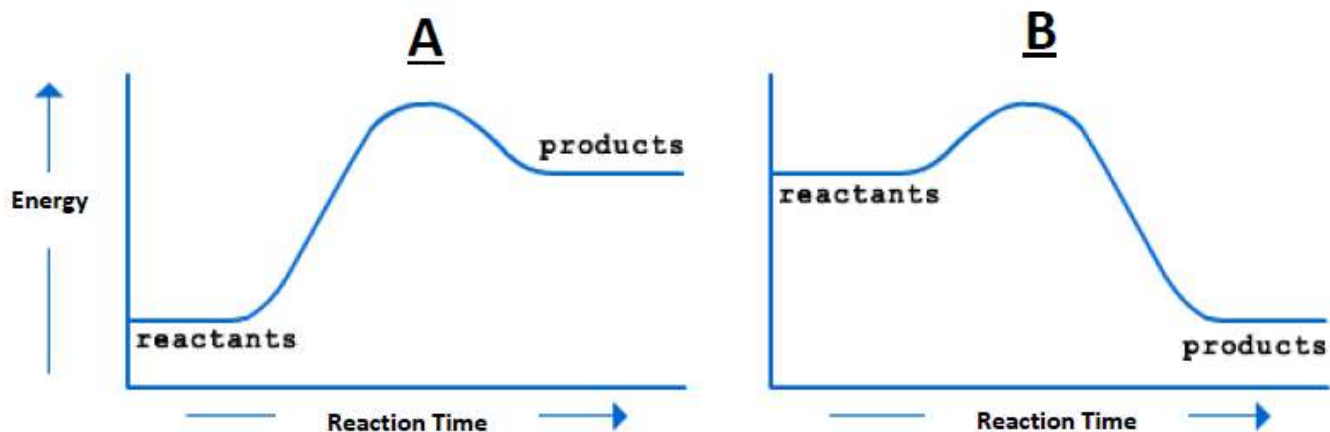 A
B
products
reactants
Energy
reactants
products
Reaction Time
Reaction Time